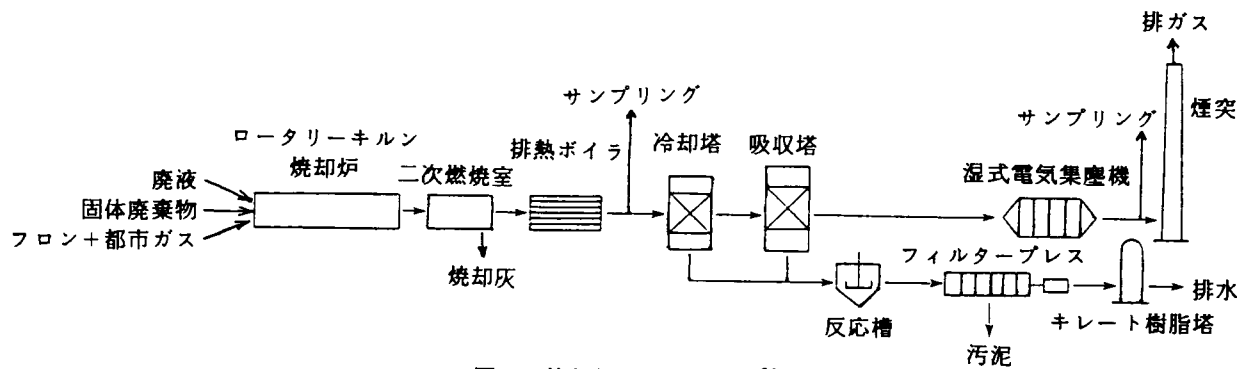 排ガス
サンプリング
サンプリング
煙突
ロータリーキルン
焼却炉
排熱ボイラ
冷却塔
吸収塔
二次燃焼室
湿式電気集塵機
廃液
固体廃棄物
フロン+都市ガス
焼却灰
フィルタープレス
反応槽
排水
キレート樹脂塔
汚泥